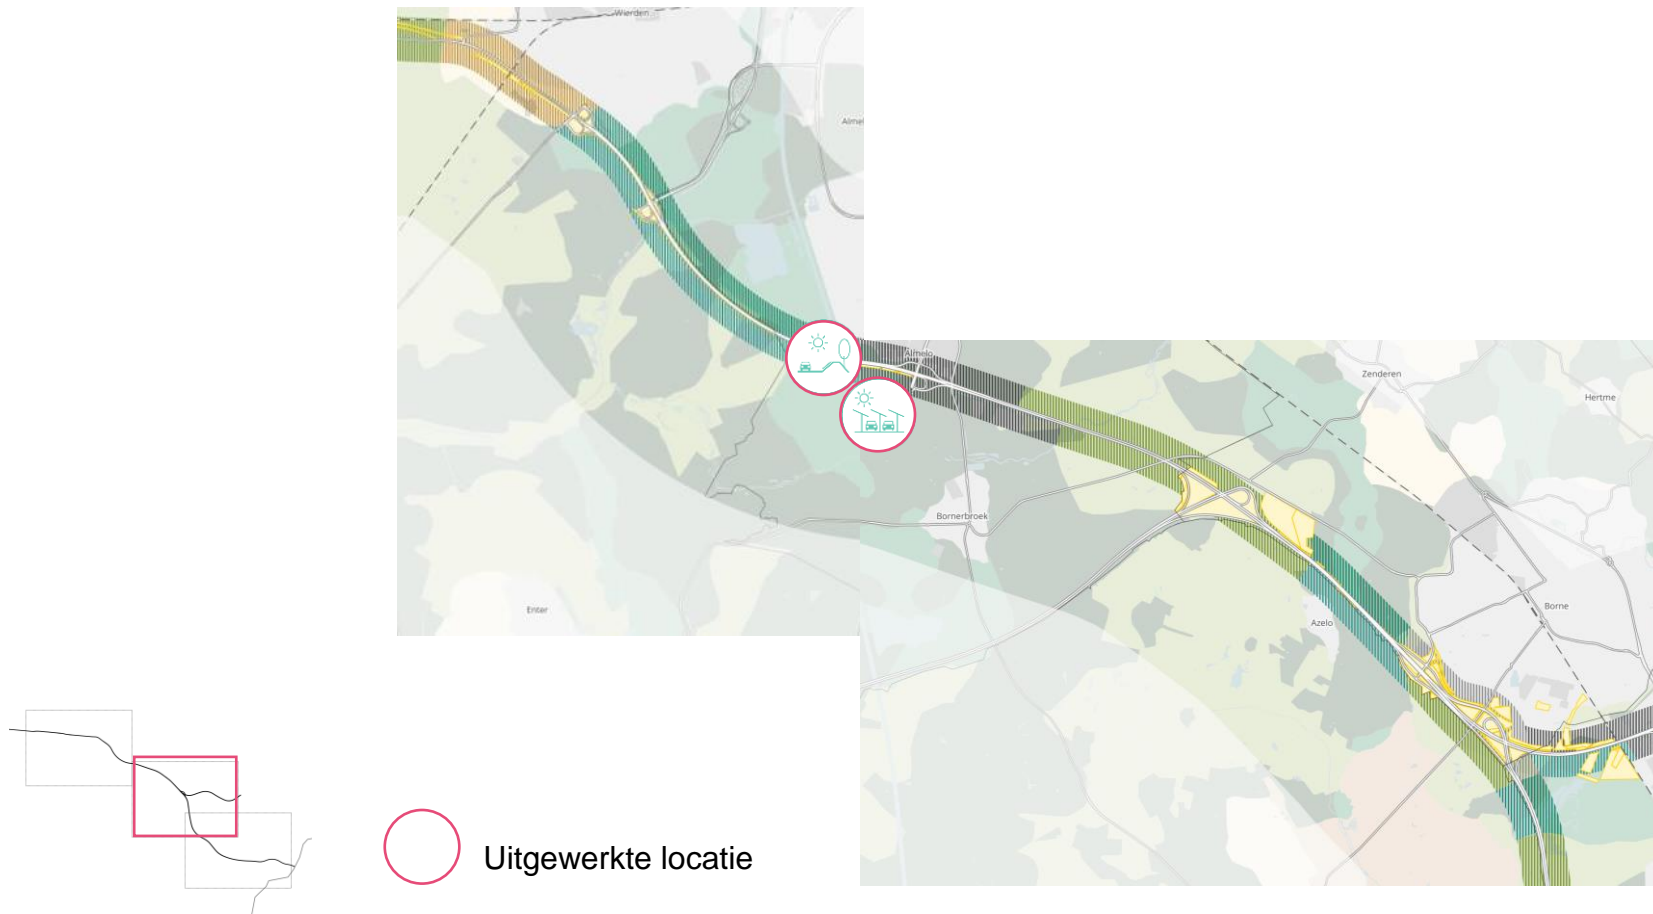 Wierden
Almel
Almelo
Zenderen
Hertme
Bornerbroek
Borne
Enter
Azelo
Uitgewerkte locatie